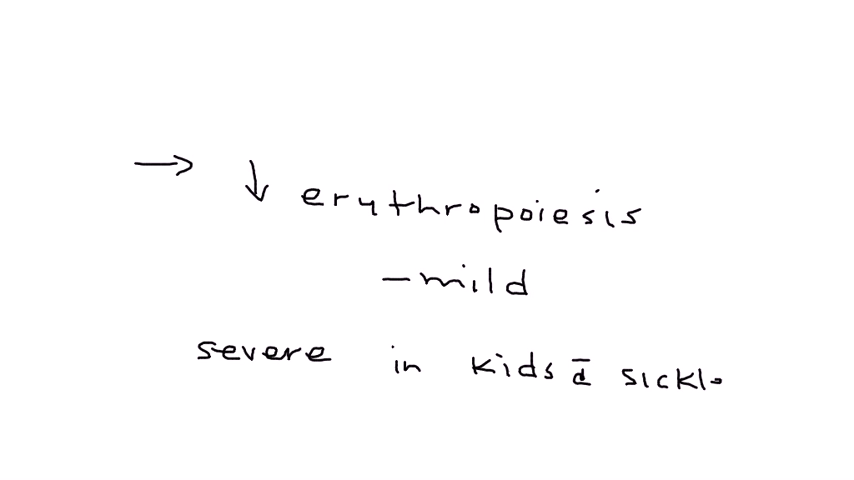 → ↓ erythropoiesis
- mild
severe in kids c̄ sickle